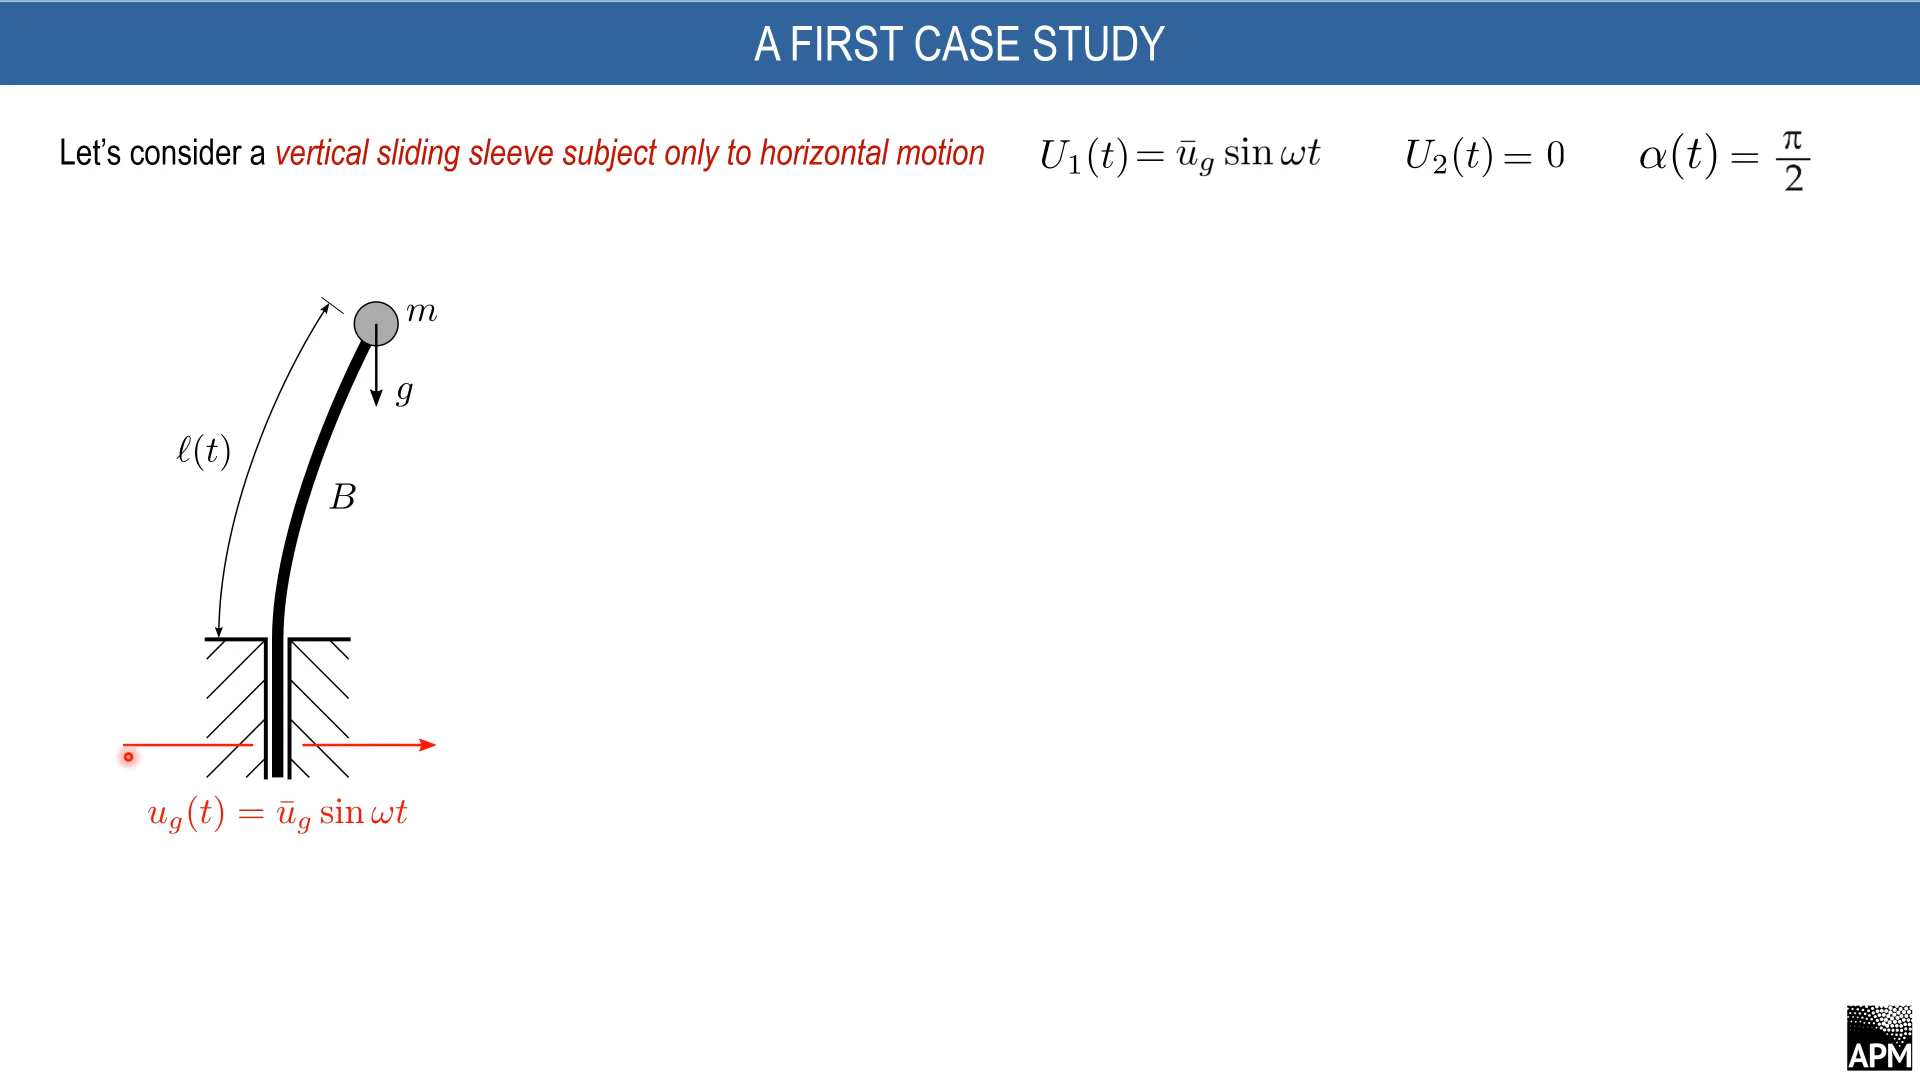 A FIRST CASE STUDY
Let’s consider a vertical sliding sleeve subject only to horizontal motion U₁(t) = ūg sin ωt U₂(t) = 0 α(t) = π/2
m
g
ℓ(t)
B
ug(t) = ūg sin ωt
APM